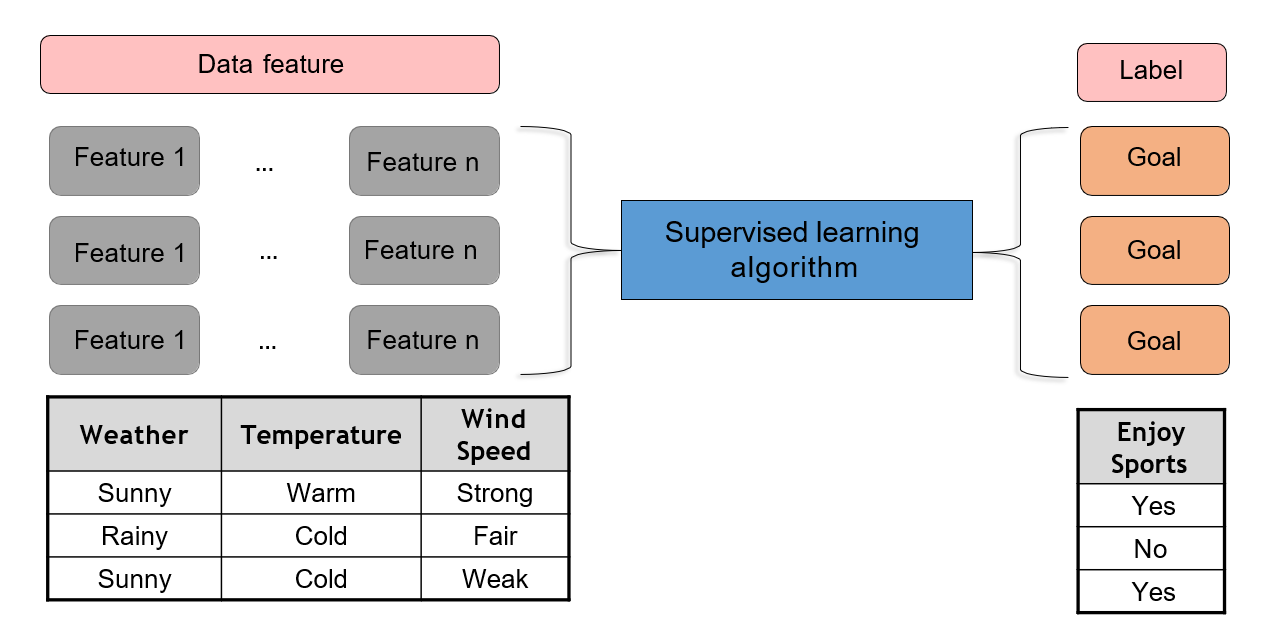 Data feature
Label
Feature 1 ... Feature n
Goal
Feature 1 ... Feature n
Goal
Feature 1 ... Feature n
Goal
Supervised learning
algorithm
Weather Temperature Wind
Speed
Sunny Warm Strong
Rainy Cold Fair
Sunny Cold Weak
Enjoy
Sports
Yes
No
Yes